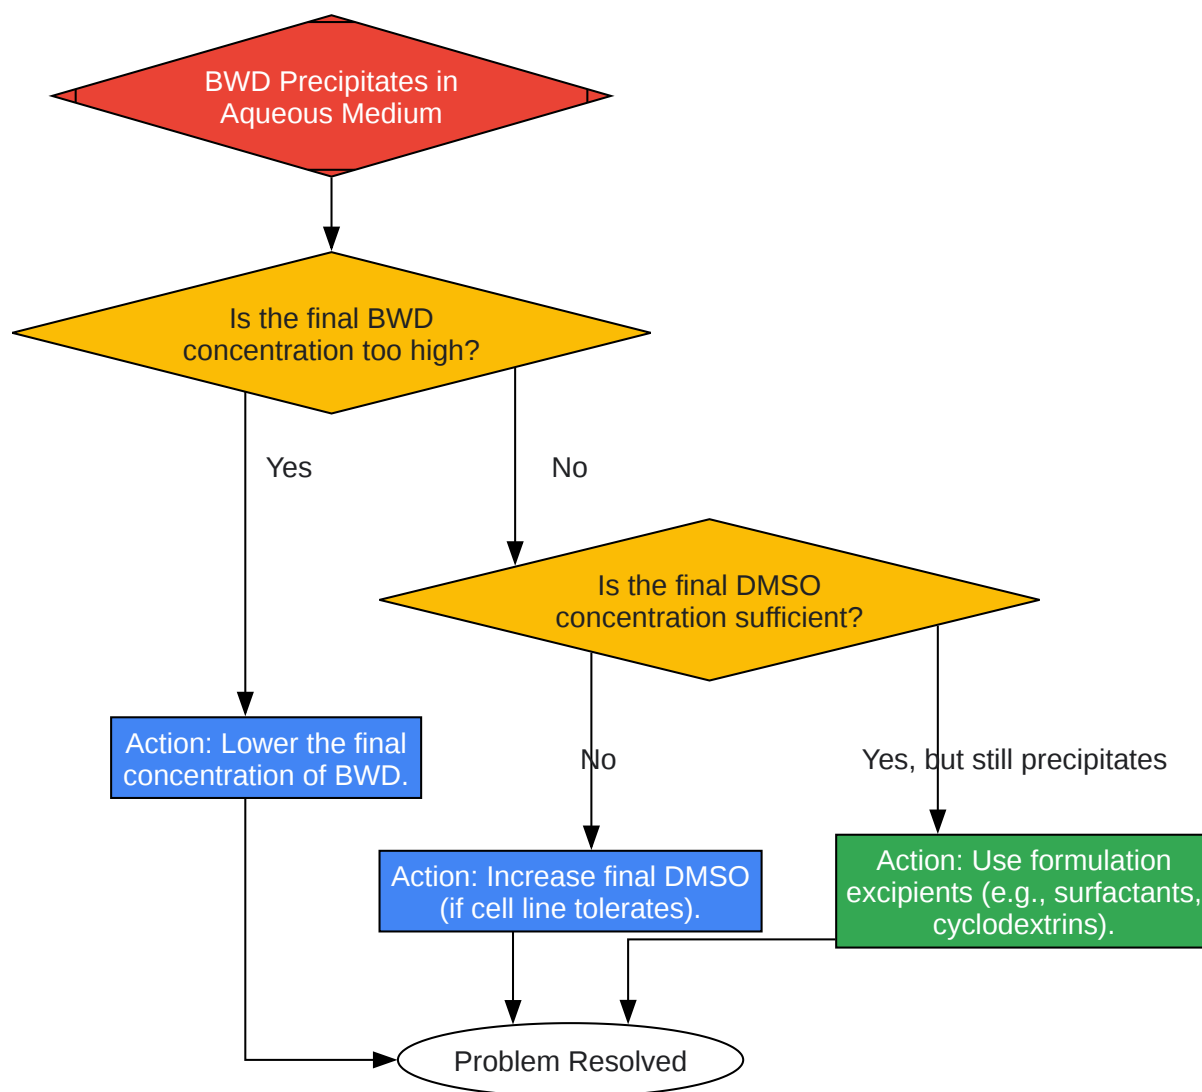 BWD Precipitates in
Aqueous Medium
Is the final BWD
concentration too high?
Yes
No
Is the final DMSO
concentration sufficient?
Action: Lower the final
concentration of BWD.
No
Yes, but still precipitates
Action: Increase final DMSO
(if cell line tolerates).
Action: Use formulation
excipients (e.g., surfactants,
cyclodextrins).
Problem Resolved